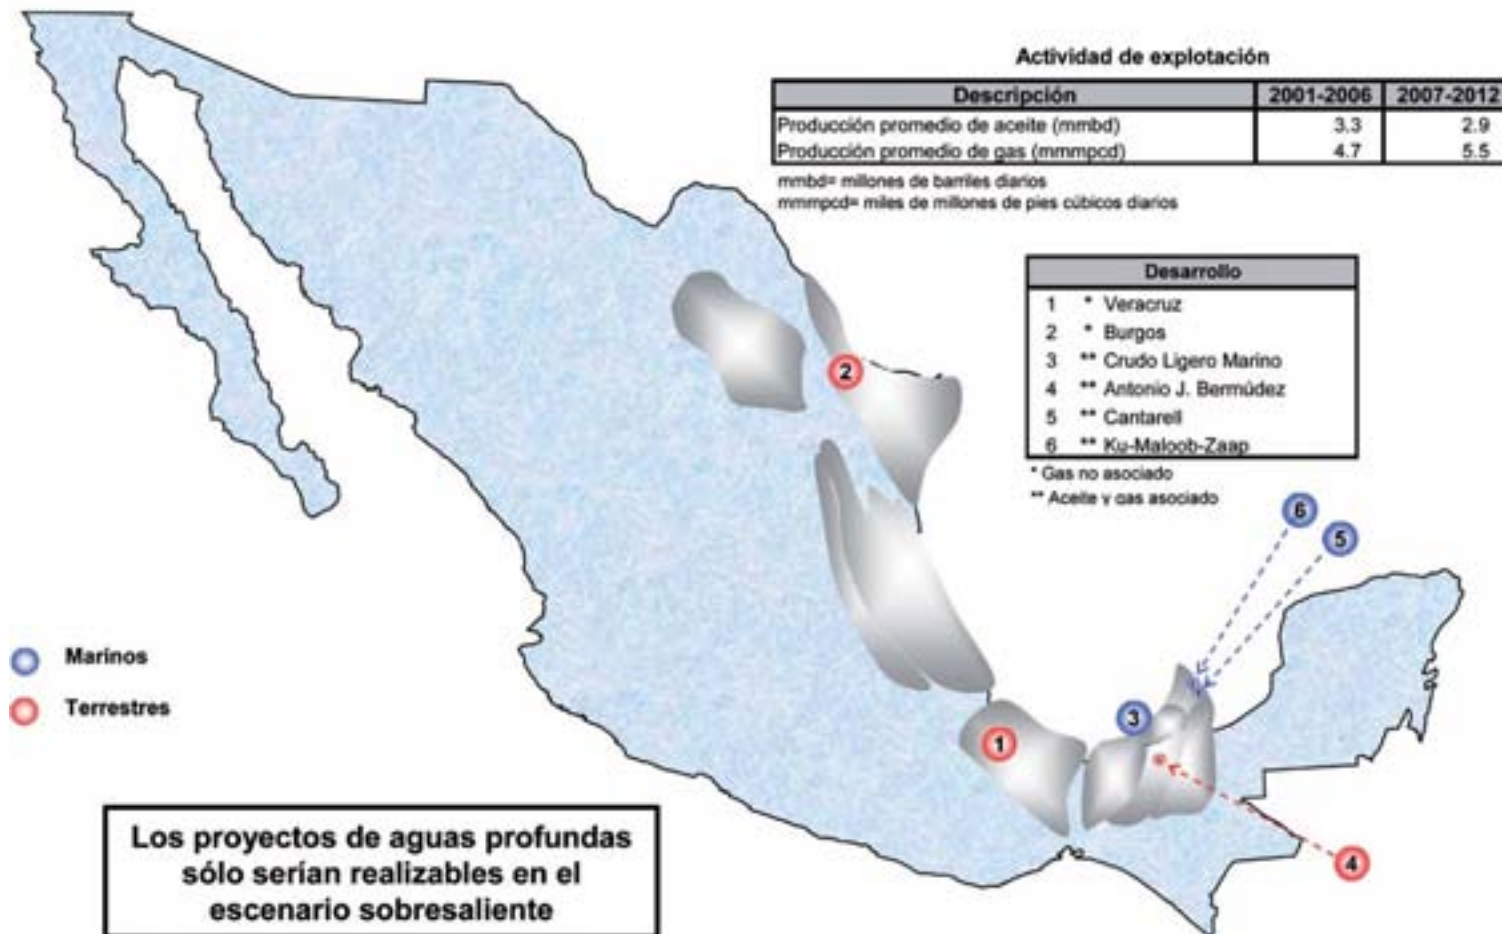 Actividad de explotación
Descripción 2001-2006 2007-2012
Producción promedio de aceite (mmbd) 3.3 2.9
Producción promedio de gas (mmmpcd) 4.7 5.5
mmbd= millones de barriles diarios
mmmpcd= miles de millones de pies cúbicos diarios
Desarrollo
1 * Veracruz
2 * Burgos
3 ** Crudo Ligero Marino
4 ** Antonio J. Bermúdez
5 ** Cantarell
6 ** Ku-Maloob-Zaap
* Gas no asociado
** Aceite y gas asociado
2
6
5
3
1
4
Marinos
Terrestres
Los proyectos de aguas profundas
sólo serían realizables en el
escenario sobresaliente